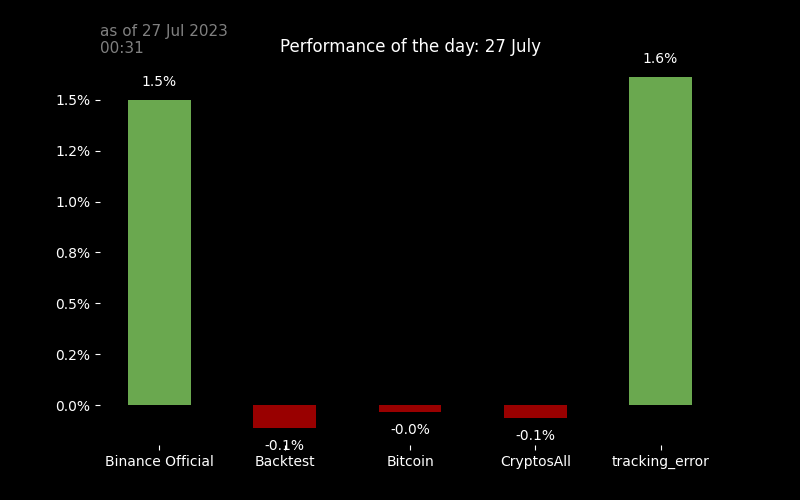 as of 27 Jul 2023
00:31
Performance of the day: 27 July
1.6%
1.5%
1.5%
1.2%
1.0%
0.8%
0.5%
0.2%
0.0%
-0.0%
-0.1%
-0.1%
Binance Official
Backtest
Bitcoin
CryptosAll
tracking_error